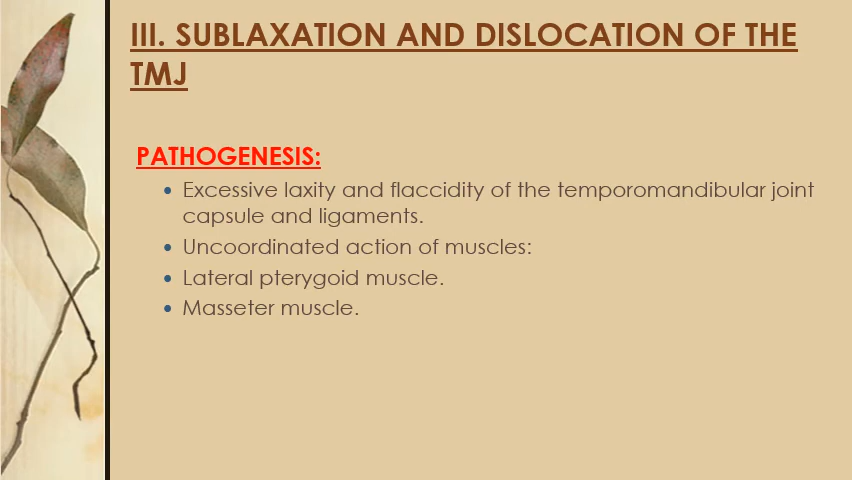 III. SUBLAXATION AND DISLOCATION OF THE
TMJ
PATHOGENESIS:
• Excessive laxity and flaccidity of the temporomandibular joint
capsule and ligaments.
• Uncoordinated action of muscles:
• Lateral pterygoid muscle.
• Masseter muscle.